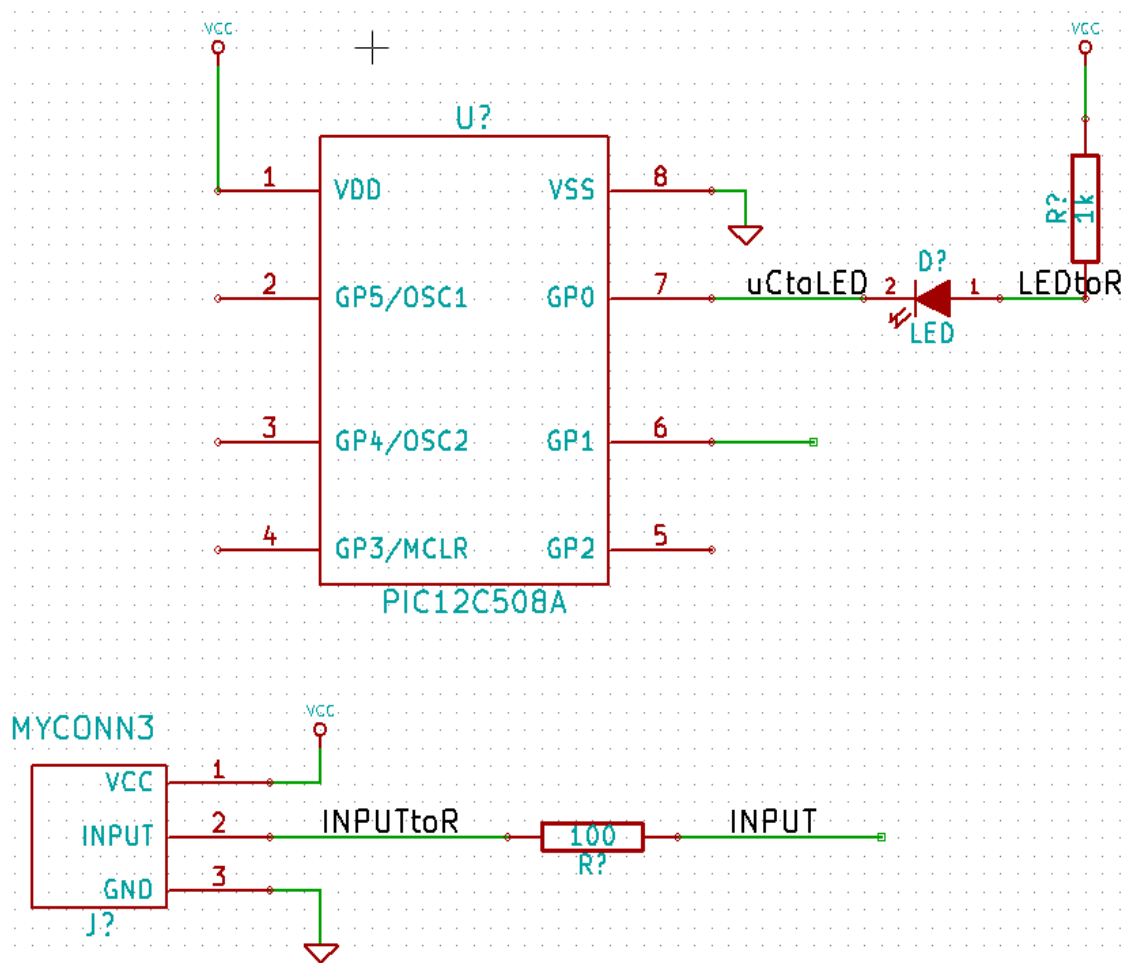 VCC
VCC
U?
1 VDD VSS 8
R? 1k
D?
2 GP5/OSC1 GP0 7 uCtoLED 2 1 LEDtoR
LED
3 GP4/OSC2 GP1 6
4 GP3/MCLR GP2 5
PIC12C508A
VCC
MYCONN3
VCC 1
INPUT 2 INPUTtoR 100 INPUT
R?
GND 3
J?